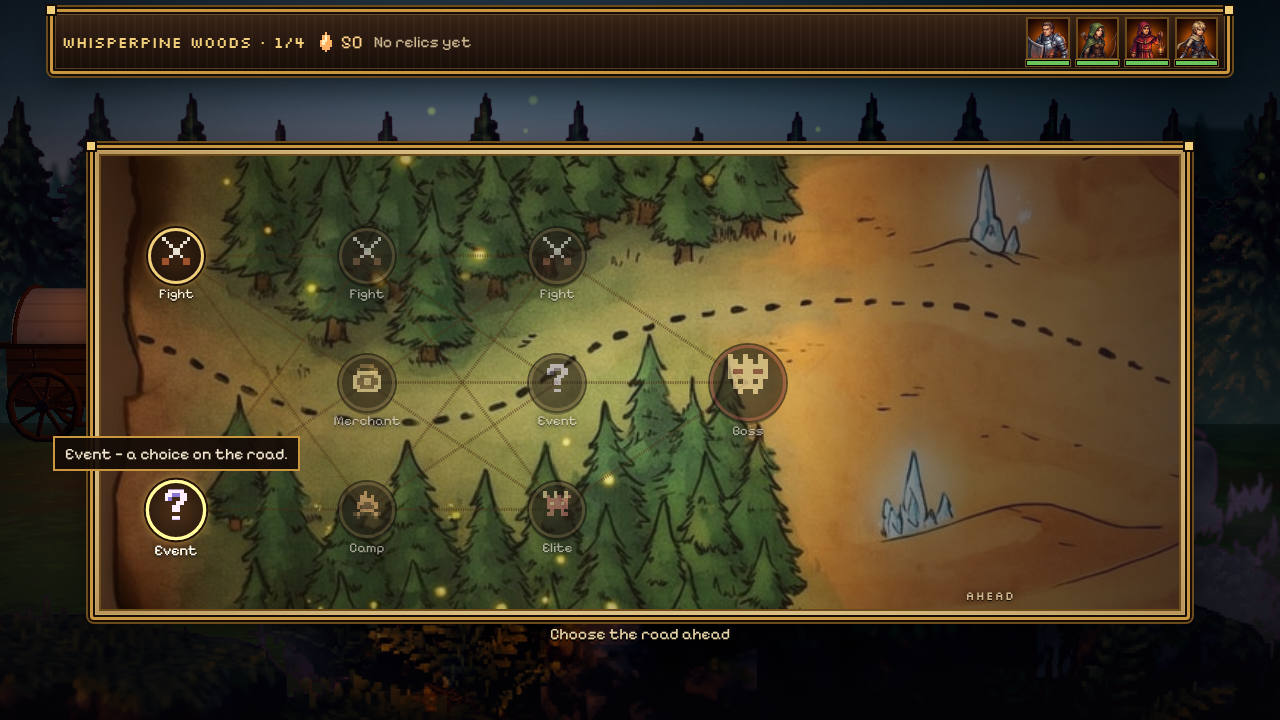 WHISPERPINE WOODS · 1/4 80 No relics yet
Fight Fight Fight
Merchant Event Boss
Event – a choice on the road.
Event Camp Elite
AHEAD
Choose the road ahead